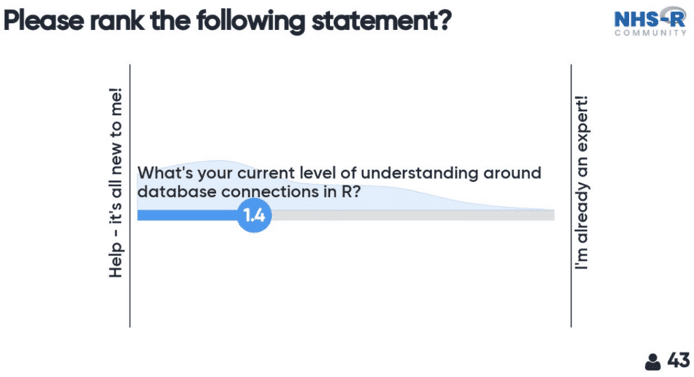 Please rank the following statement?
NHS-R
COMMUNITY
Help - it's all new to me!
What's your current level of understanding around
database connections in R?
1.4
I'm already an expert!
43